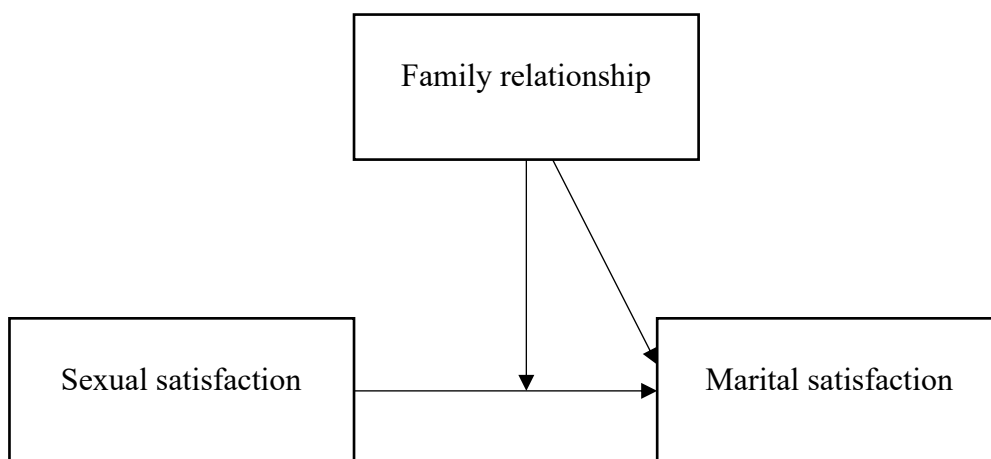 Family relationship
Sexual satisfaction
Marital satisfaction